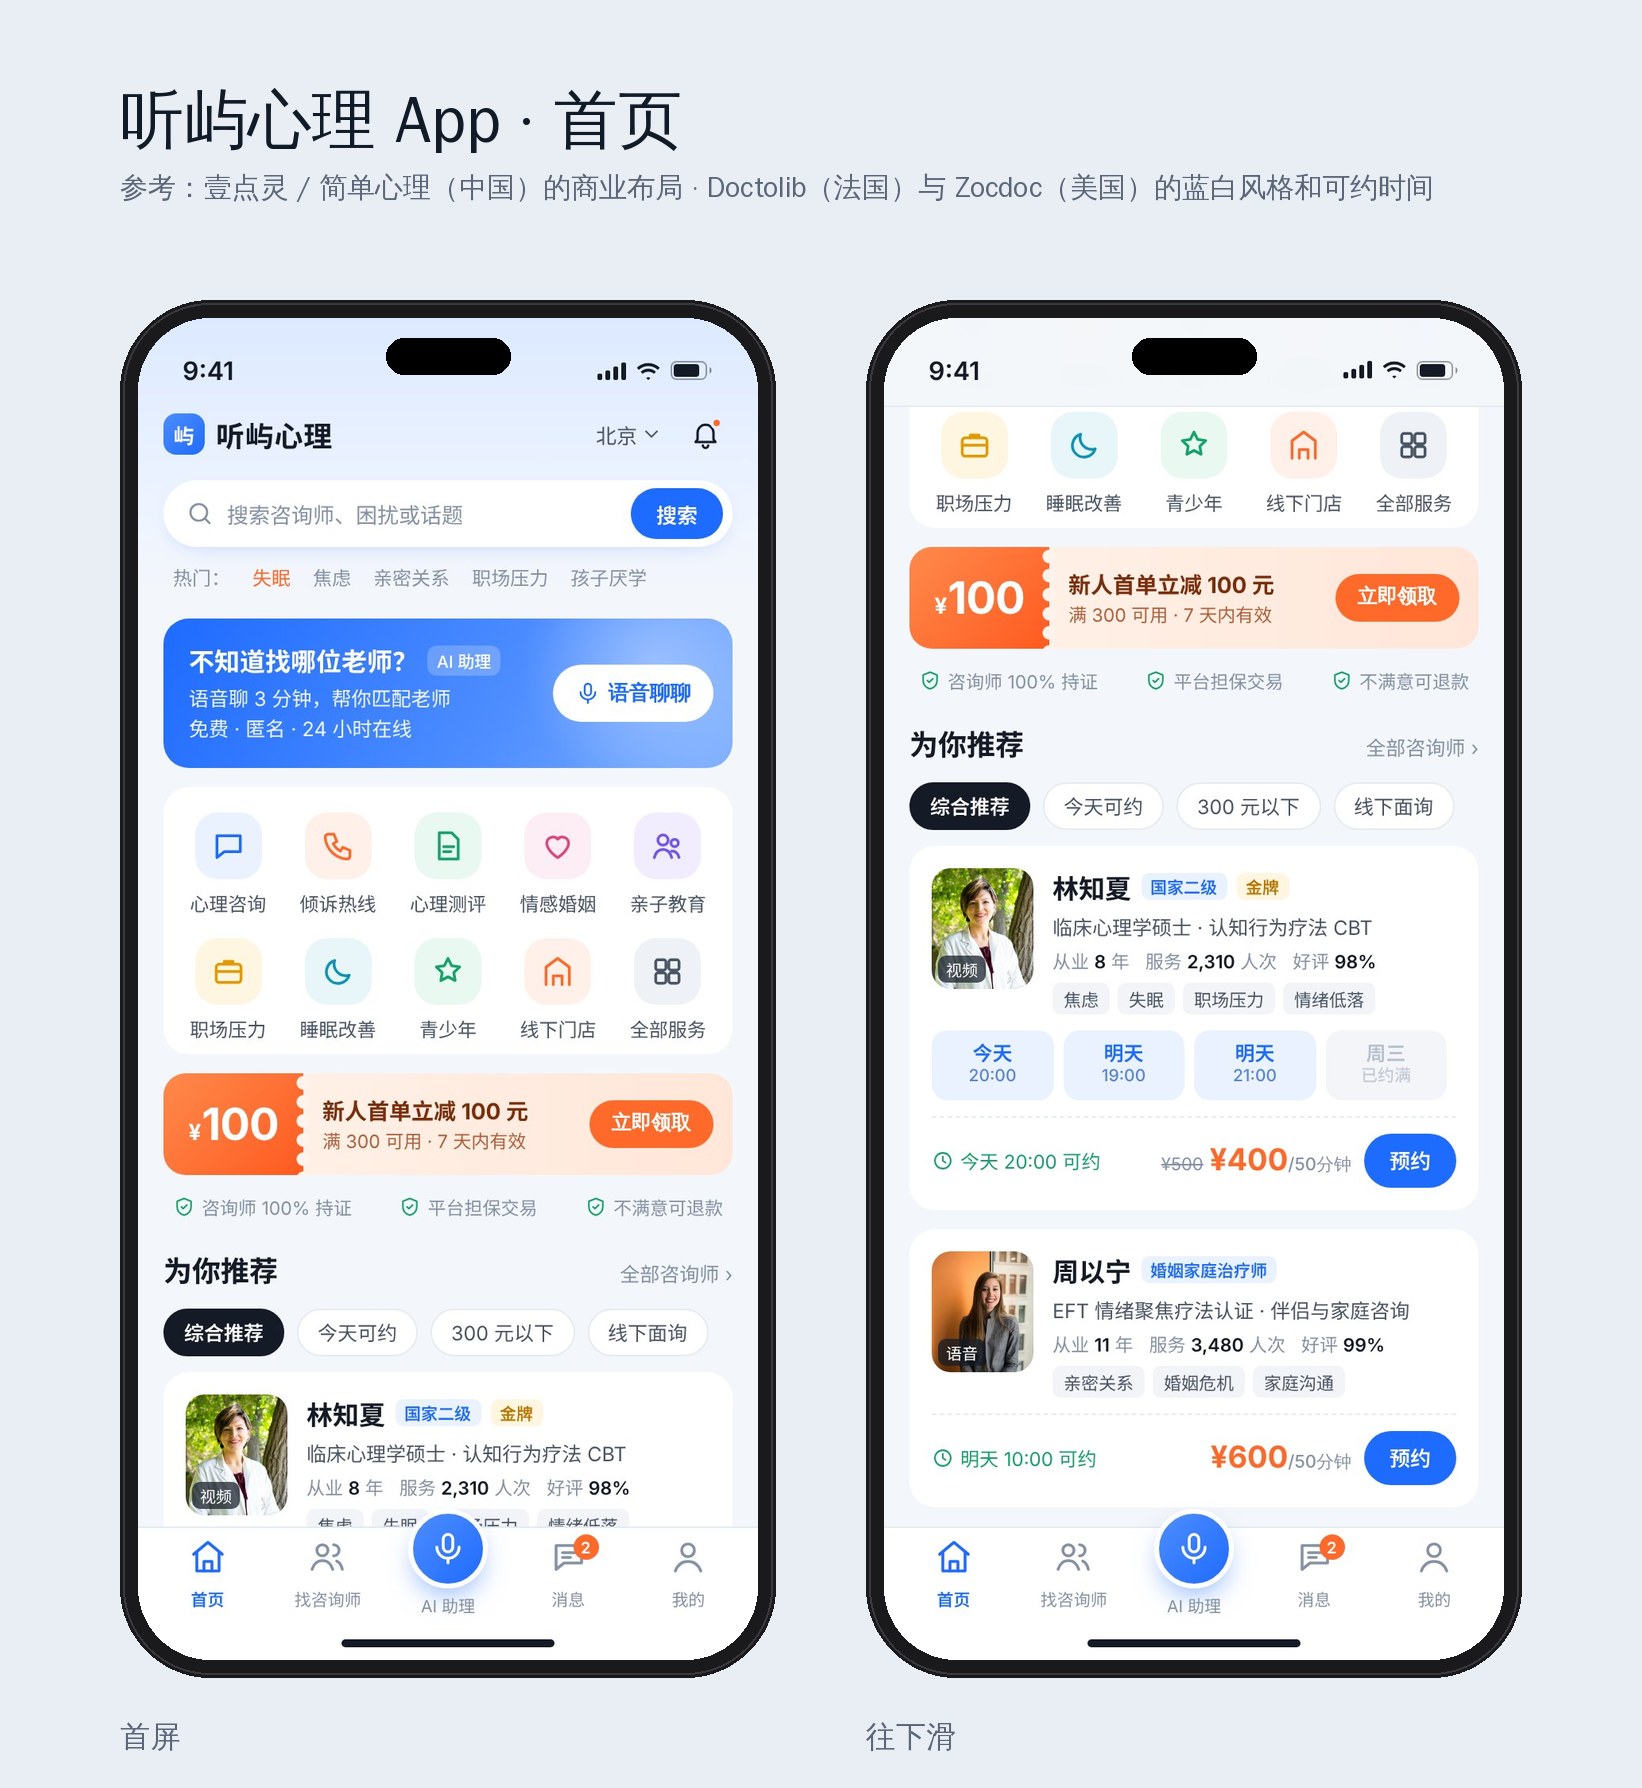 听屿心理 App · 首页
参考：壹点灵 / 简单心理（中国）的商业布局 · Doctolib（法国）与 Zocdoc（美国）的蓝白风格和可约时间
9:41
屿 听屿心理 北京
搜索咨询师、困扰或话题 搜索
热门： 失眠 焦虑 亲密关系 职场压力 孩子厌学
不知道找哪位老师？ AI 助理
语音聊 3 分钟，帮你匹配老师
免费 · 匿名 · 24 小时在线
语音聊聊
心理咨询 倾诉热线 心理测评 情感婚姻 亲子教育
职场压力 睡眠改善 青少年 线下门店 全部服务
¥100
新人首单立减 100 元
满 300 可用 · 7 天内有效
立即领取
咨询师 100% 持证 平台担保交易 不满意可退款
为你推荐 全部咨询师 ›
综合推荐 今天可约 300 元以下 线下面询
视频
林知夏 国家二级 金牌
临床心理学硕士 · 认知行为疗法 CBT
从业 8 年 服务 2,310 人次 好评 98%
焦虑 失眠 压力 情绪低落
首页 找咨询师 AI 助理 2 消息 我的
首屏
9:41
职场压力 睡眠改善 青少年 线下门店 全部服务
¥100
新人首单立减 100 元
满 300 可用 · 7 天内有效
立即领取
咨询师 100% 持证 平台担保交易 不满意可退款
为你推荐 全部咨询师 ›
综合推荐 今天可约 300 元以下 线下面询
视频
林知夏 国家二级 金牌
临床心理学硕士 · 认知行为疗法 CBT
从业 8 年 服务 2,310 人次 好评 98%
焦虑 失眠 职场压力 情绪低落
今天 明天 明天 周三
20:00 19:00 21:00 已约满
今天 20:00 可约 ¥500 ¥400/50分钟 预约
语音
周以宁 婚姻家庭治疗师
EFT 情绪聚焦疗法认证 · 伴侣与家庭咨询
从业 11 年 服务 3,480 人次 好评 99%
亲密关系 婚姻危机 家庭沟通
明天 10:00 可约 ¥600/50分钟 预约
首页 找咨询师 AI 助理 2 消息 我的
往下滑